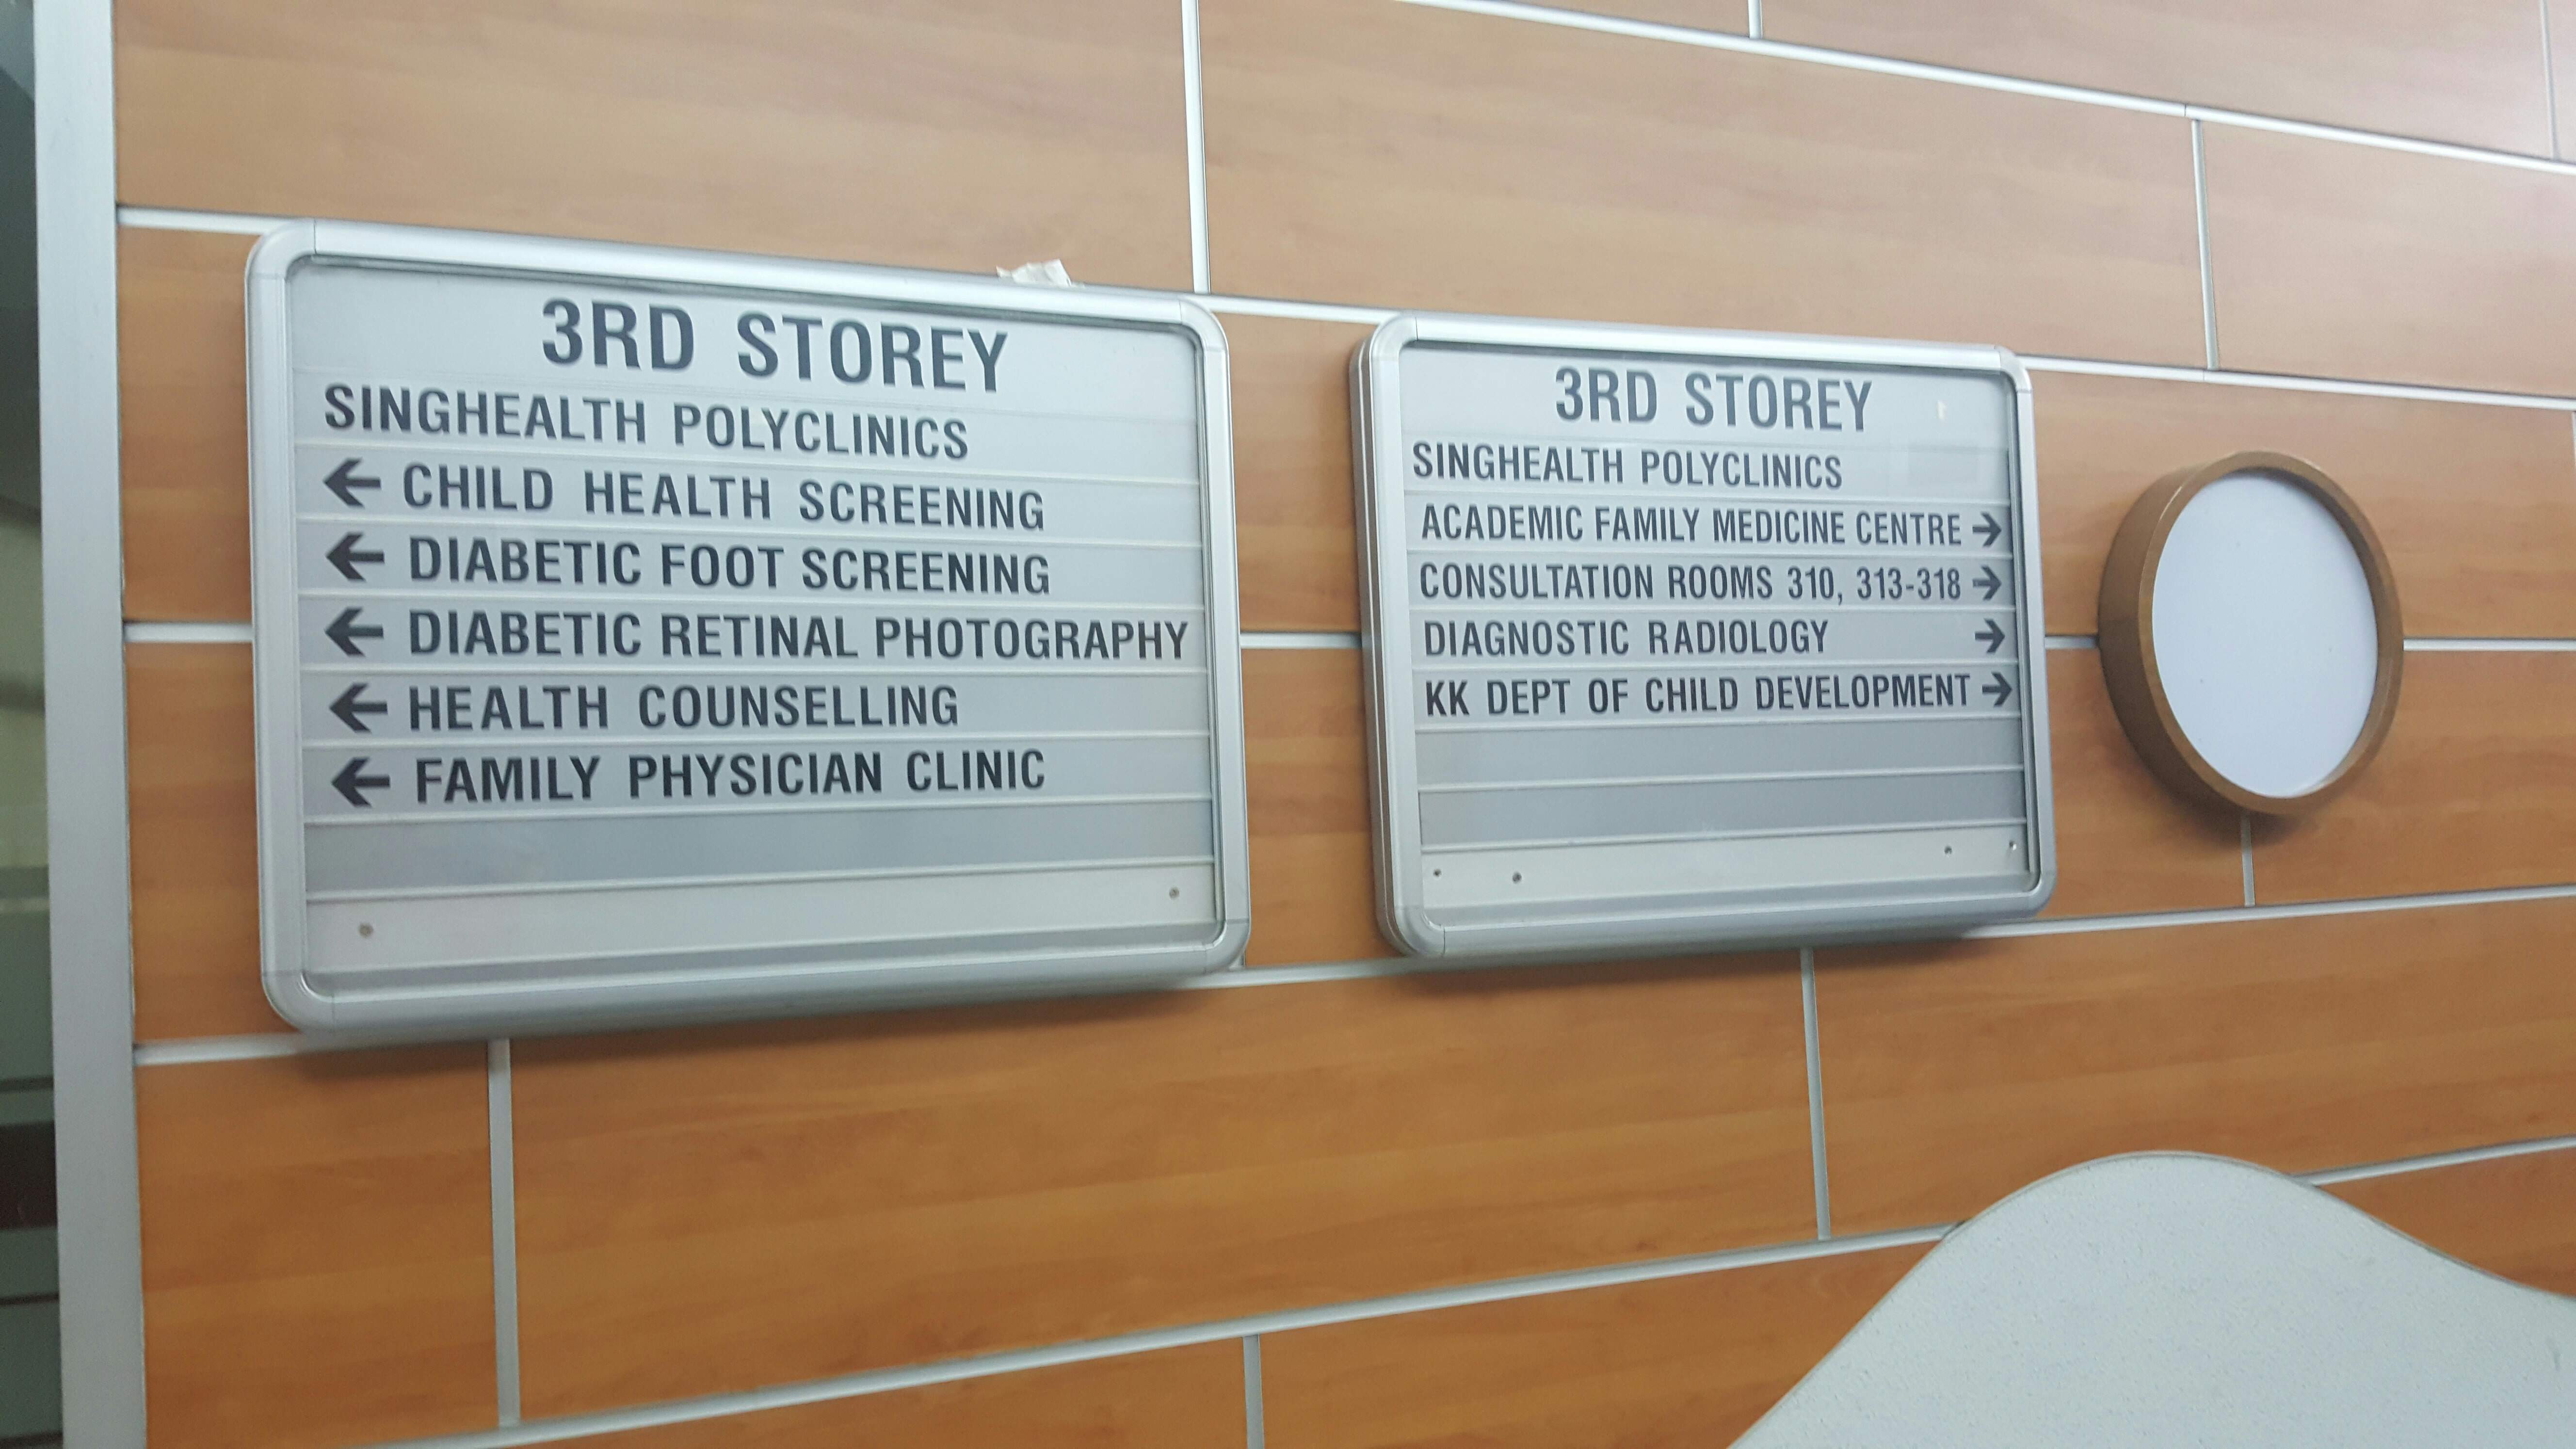 3RD STOREY
SINGHEALTH POLYCLINICS
← CHILD HEALTH SCREENING
← DIABETIC FOOT SCREENING
← DIABETIC RETINAL PHOTOGRAPHY
← HEALTH COUNSELLING
← FAMILY PHYSICIAN CLINIC
3RD STOREY
SINGHEALTH POLYCLINICS
ACADEMIC FAMILY MEDICINE CENTRE →
CONSULTATION ROOMS 310, 313-318 →
DIAGNOSTIC RADIOLOGY →
KK DEPT OF CHILD DEVELOPMENT →